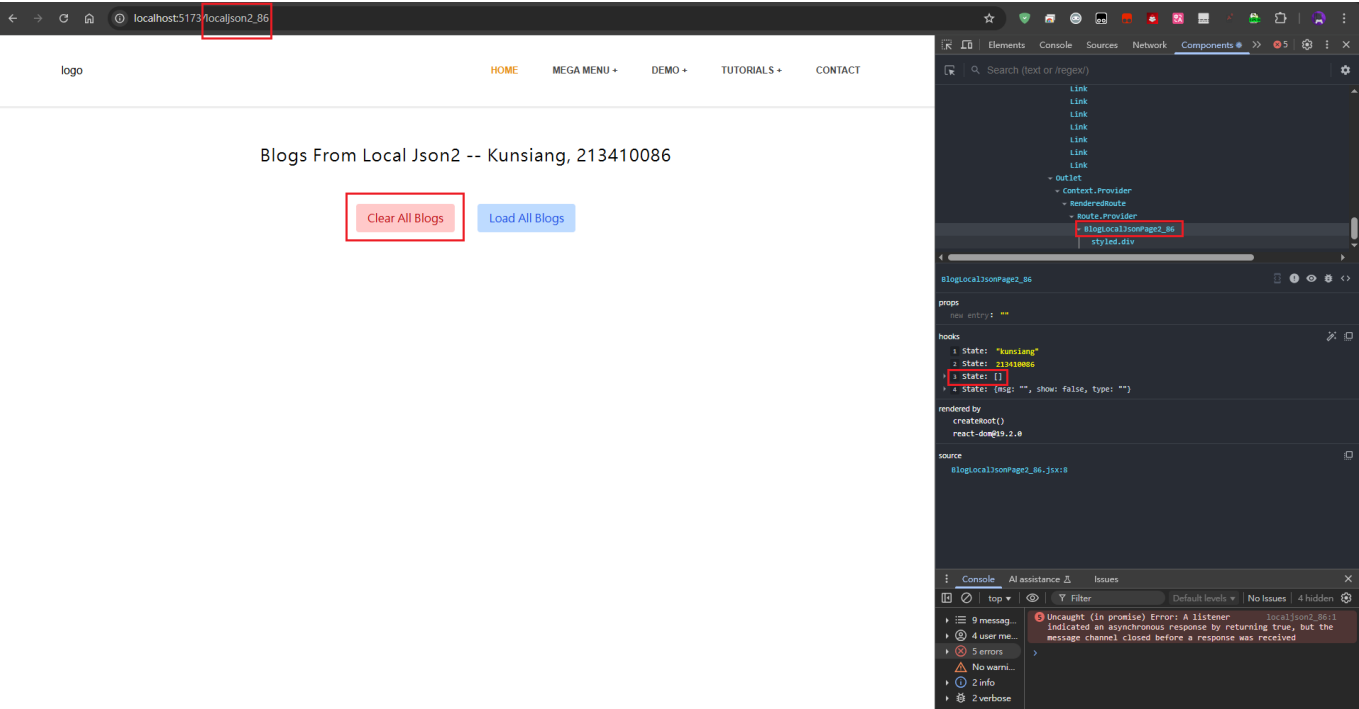 localhost:5173/localjson2_86
logo
HOME
MEGA MENU +
DEMO +
TUTORIALS +
CONTACT
Blogs From Local Json2 -- Kunsiang, 213410086
Clear All Blogs
Load All Blogs
Elements
Console
Sources
Network
Components
5
Search (text or /regex/)
Link
Link
Link
Link
Link
Link
Link
Outlet
Context.Provider
RenderedRoute
Route.Provider
BlogLocalJsonPage2_86
styled.div
BlogLocalJsonPage2_86
props
new entry: ""
hooks
1 State: "kunsiang"
2 State: 213410086
3 State: []
4 State: {msg: "", show: false, type: ""}
rendered by
createRoot()
react-dom@19.2.0
source
BlogLocalJsonPage2_86.jsx:8
Console
AI assistance
Issues
top
Filter
Default levels
No Issues
4 hidden
9 messag...
4 user me...
5 errors
No warni...
2 info
2 verbose
5 Uncaught (in promise) Error: A listener localjson2_86:1
indicated an asynchronous response by returning true, but the
message channel closed before a response was received